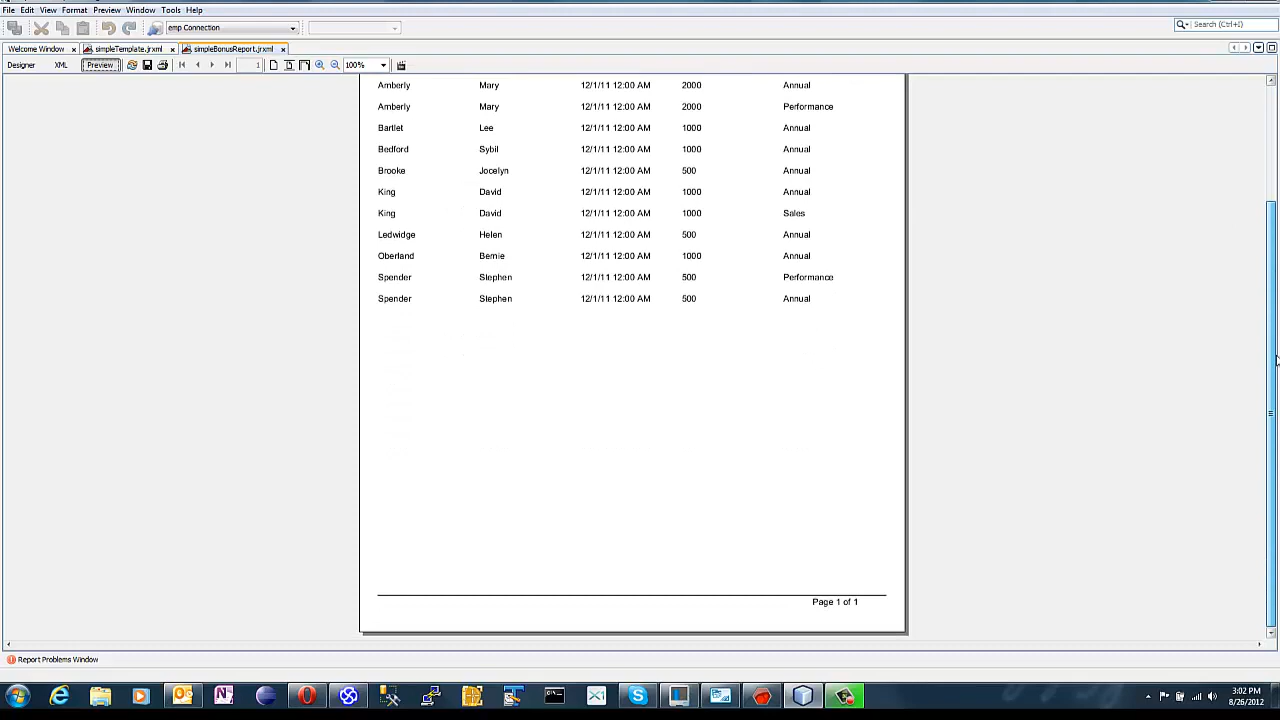 File Edit View Format Preview Window Tools Help
emp Connection
Search (Ctrl+I)
Welcome Window simpleTemplate.jrxml simpleBonusReport.jrxml
Designer XML Preview 1 100%
Amberly Mary 12/1/11 12:00 AM 2000 Annual
Amberly Mary 12/1/11 12:00 AM 2000 Performance
Bartlet Lee 12/1/11 12:00 AM 1000 Annual
Bedford Sybil 12/1/11 12:00 AM 1000 Annual
Brooke Jocelyn 12/1/11 12:00 AM 500 Annual
King David 12/1/11 12:00 AM 1000 Annual
King David 12/1/11 12:00 AM 1000 Sales
Ledwidge Helen 12/1/11 12:00 AM 500 Annual
Oberland Bernie 12/1/11 12:00 AM 1000 Annual
Spender Stephen 12/1/11 12:00 AM 500 Performance
Spender Stephen 12/1/11 12:00 AM 500 Annual
Page 1 of 1
Report Problems Window
3:02 PM
8/26/2012